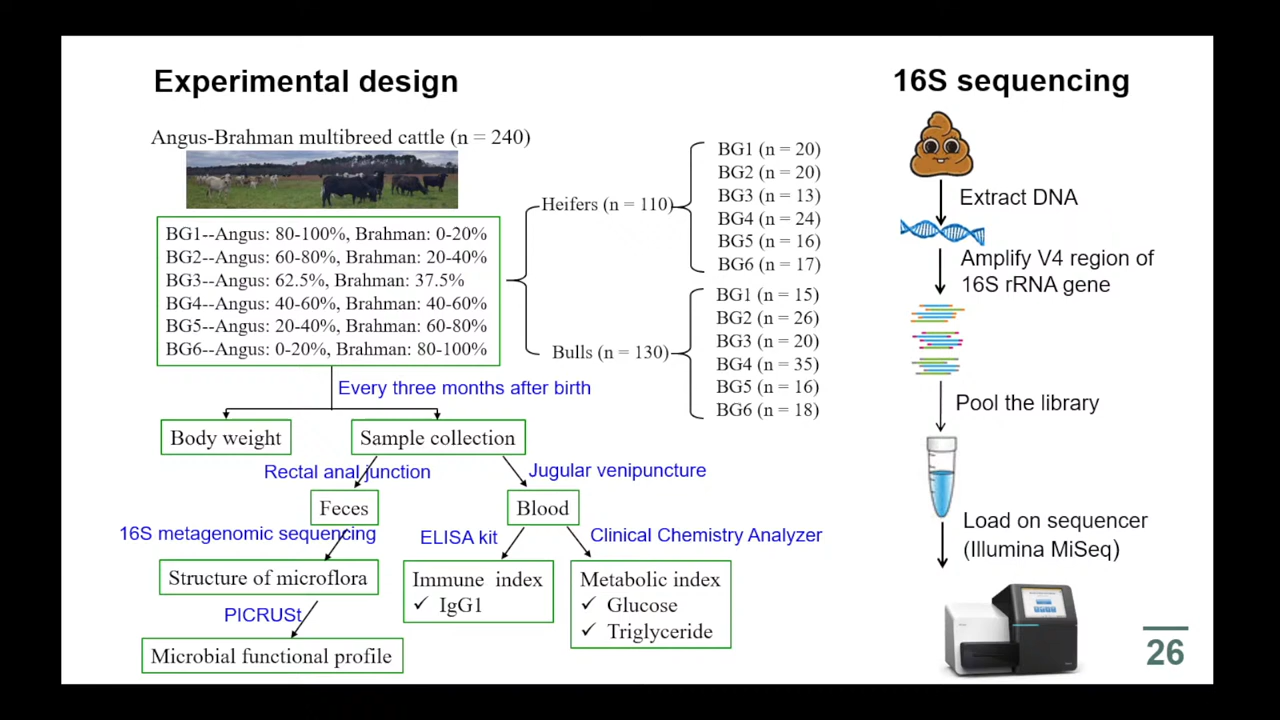 Experimental design
Angus-Brahman multibreed cattle (n = 240)
BG1--Angus: 80-100%, Brahman: 0-20%
BG2--Angus: 60-80%, Brahman: 20-40%
BG3--Angus: 62.5%, Brahman: 37.5%
BG4--Angus: 40-60%, Brahman: 40-60%
BG5--Angus: 20-40%, Brahman: 60-80%
BG6--Angus: 0-20%, Brahman: 80-100%
Heifers (n = 110)
BG1 (n = 20)
BG2 (n = 20)
BG3 (n = 13)
BG4 (n = 24)
BG5 (n = 16)
BG6 (n = 17)
Bulls (n = 130)
BG1 (n = 15)
BG2 (n = 26)
BG3 (n = 20)
BG4 (n = 35)
BG5 (n = 16)
BG6 (n = 18)
Every three months after birth
Body weight
Sample collection
Rectal anal junction
Jugular venipuncture
Feces
Blood
16S metagenomic sequencing
ELISA kit
Clinical Chemistry Analyzer
Structure of microflora
Immune index
✓ IgG1
Metabolic index
✓ Glucose
✓ Triglyceride
PICRUSt
Microbial functional profile
16S sequencing
Extract DNA
Amplify V4 region of
16S rRNA gene
Pool the library
Load on sequencer
(Illumina MiSeq)
26